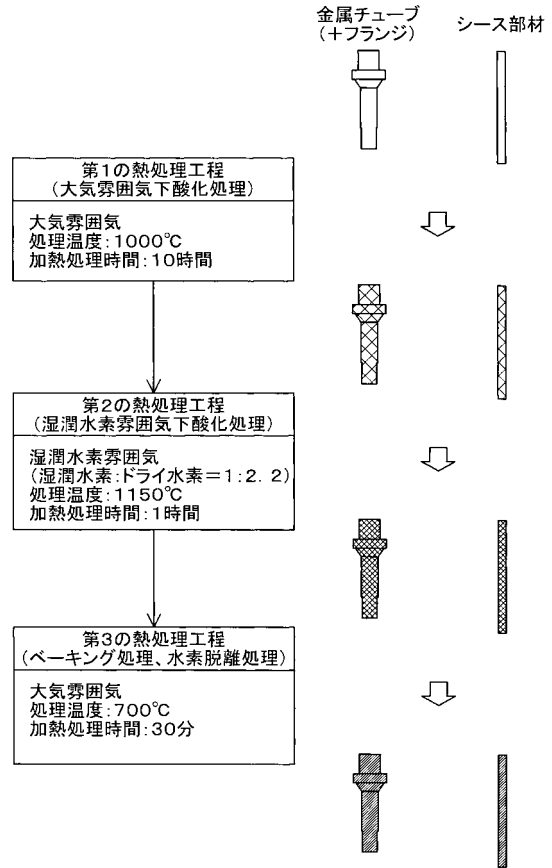 金属チューブ
(+フランジ)
シース部材
第1の熱処理工程
(大気雰囲気下酸化処理)
大気雰囲気
処理温度:1000℃
加熱処理時間:10時間
第2の熱処理工程
(湿潤水素雰囲気下酸化処理)
湿潤水素雰囲気
(湿潤水素:ドライ水素=1:2.2)
処理温度:1150℃
加熱処理時間:1時間
第3の熱処理工程
(ベーキング処理、水素脱離処理)
大気雰囲気
処理温度:700℃
加熱処理時間:30分